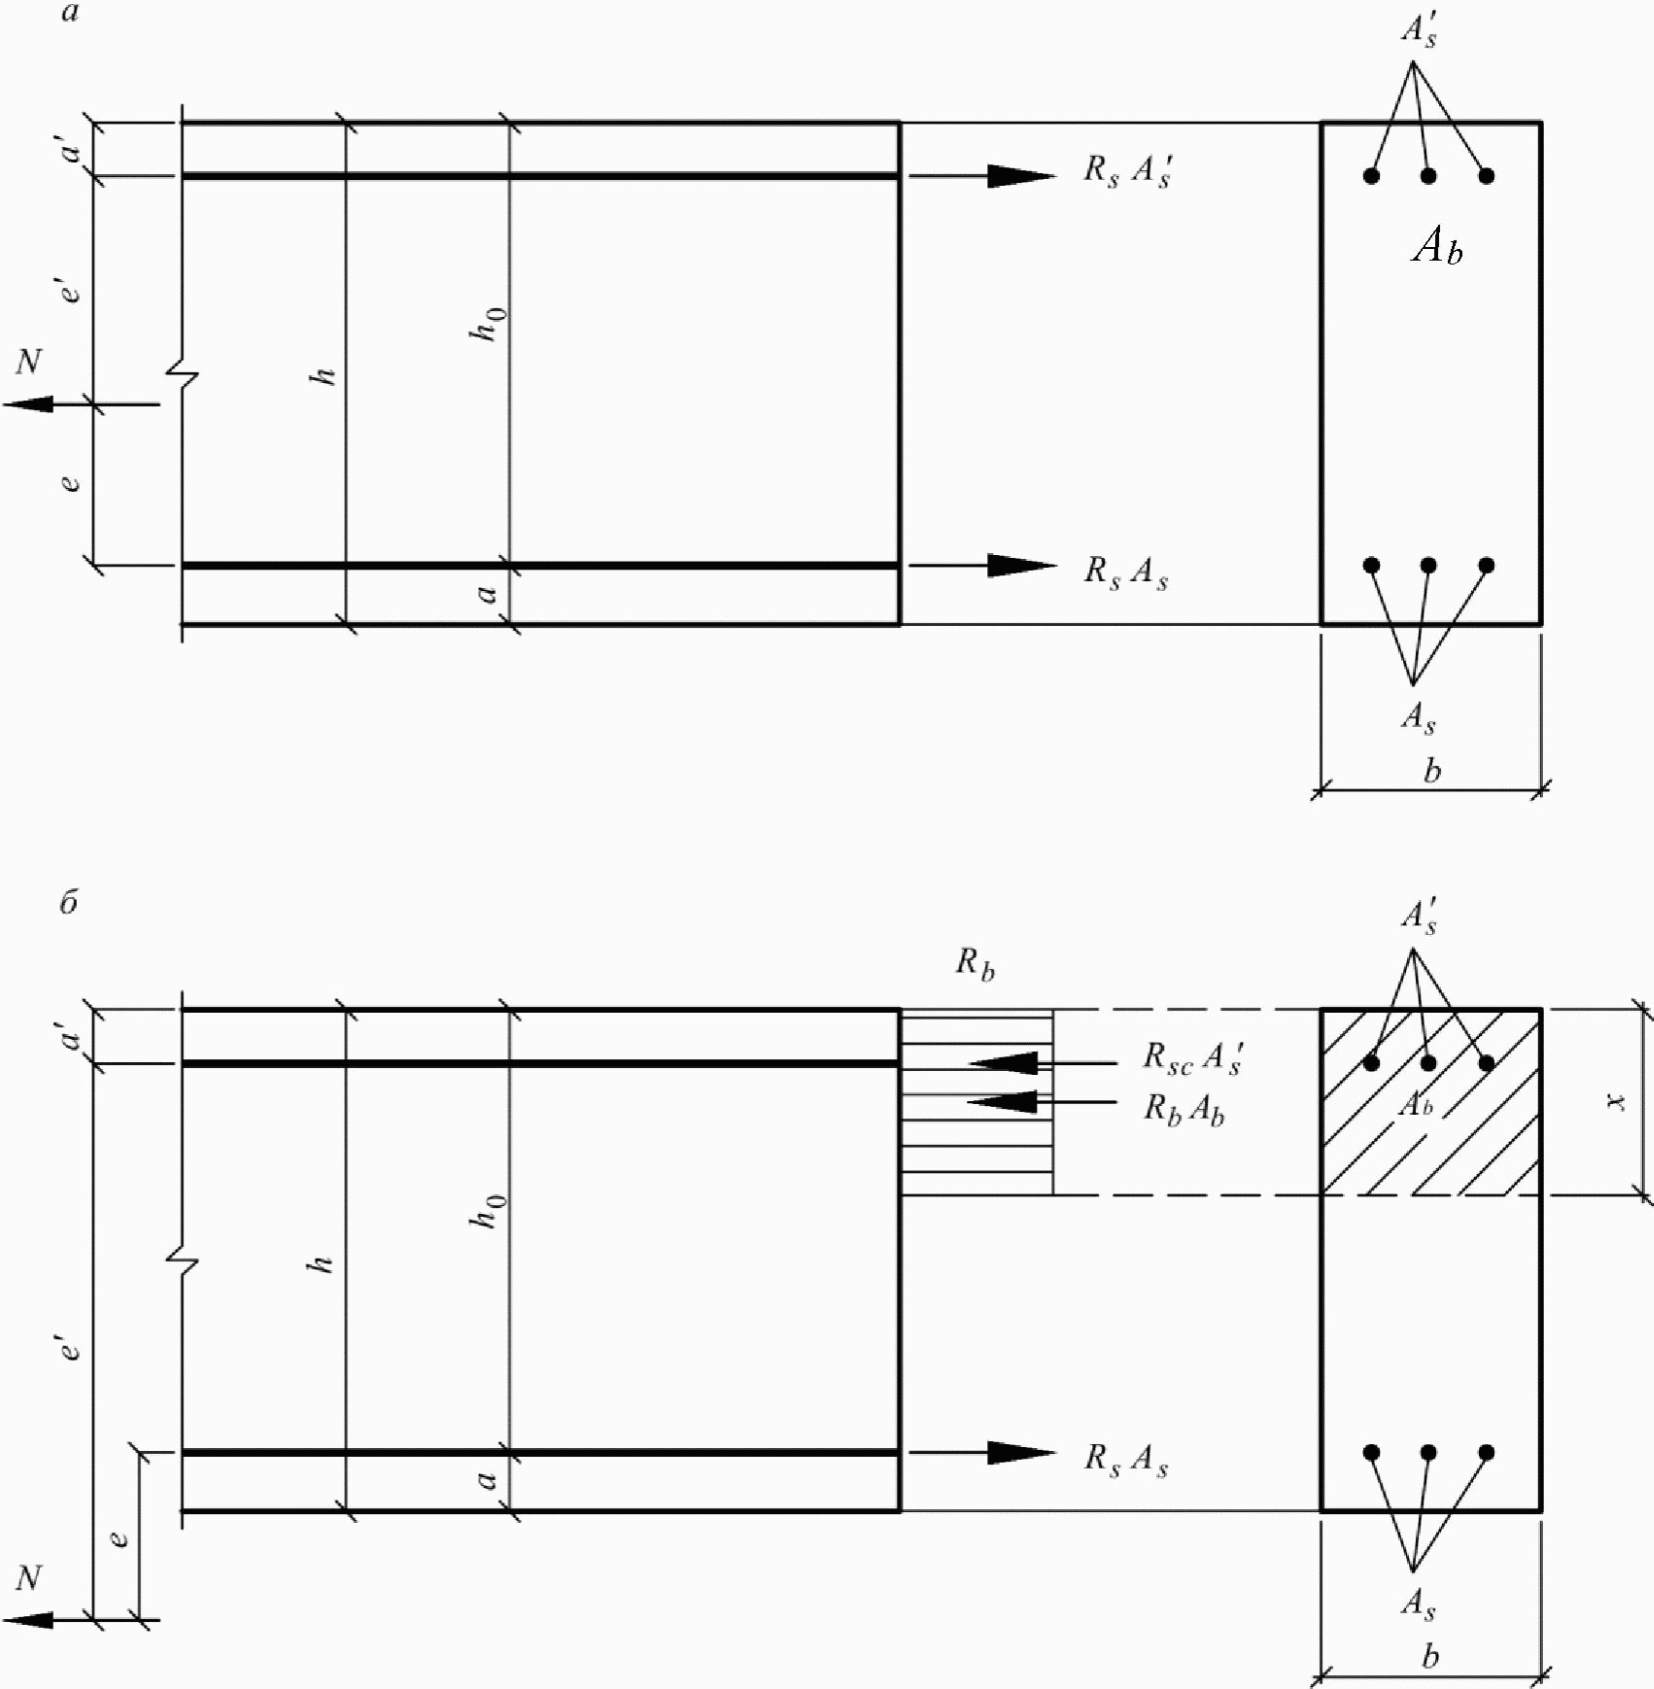 а
A's
a'
Rs A's
Ab
e'
h0
N
h
e
Rs As
a
As
b
б
A's
Rb
a'
Rsc A's
Ab
x
Rb Ab
h0
h
e'
Rs As
a
e
N
As
b